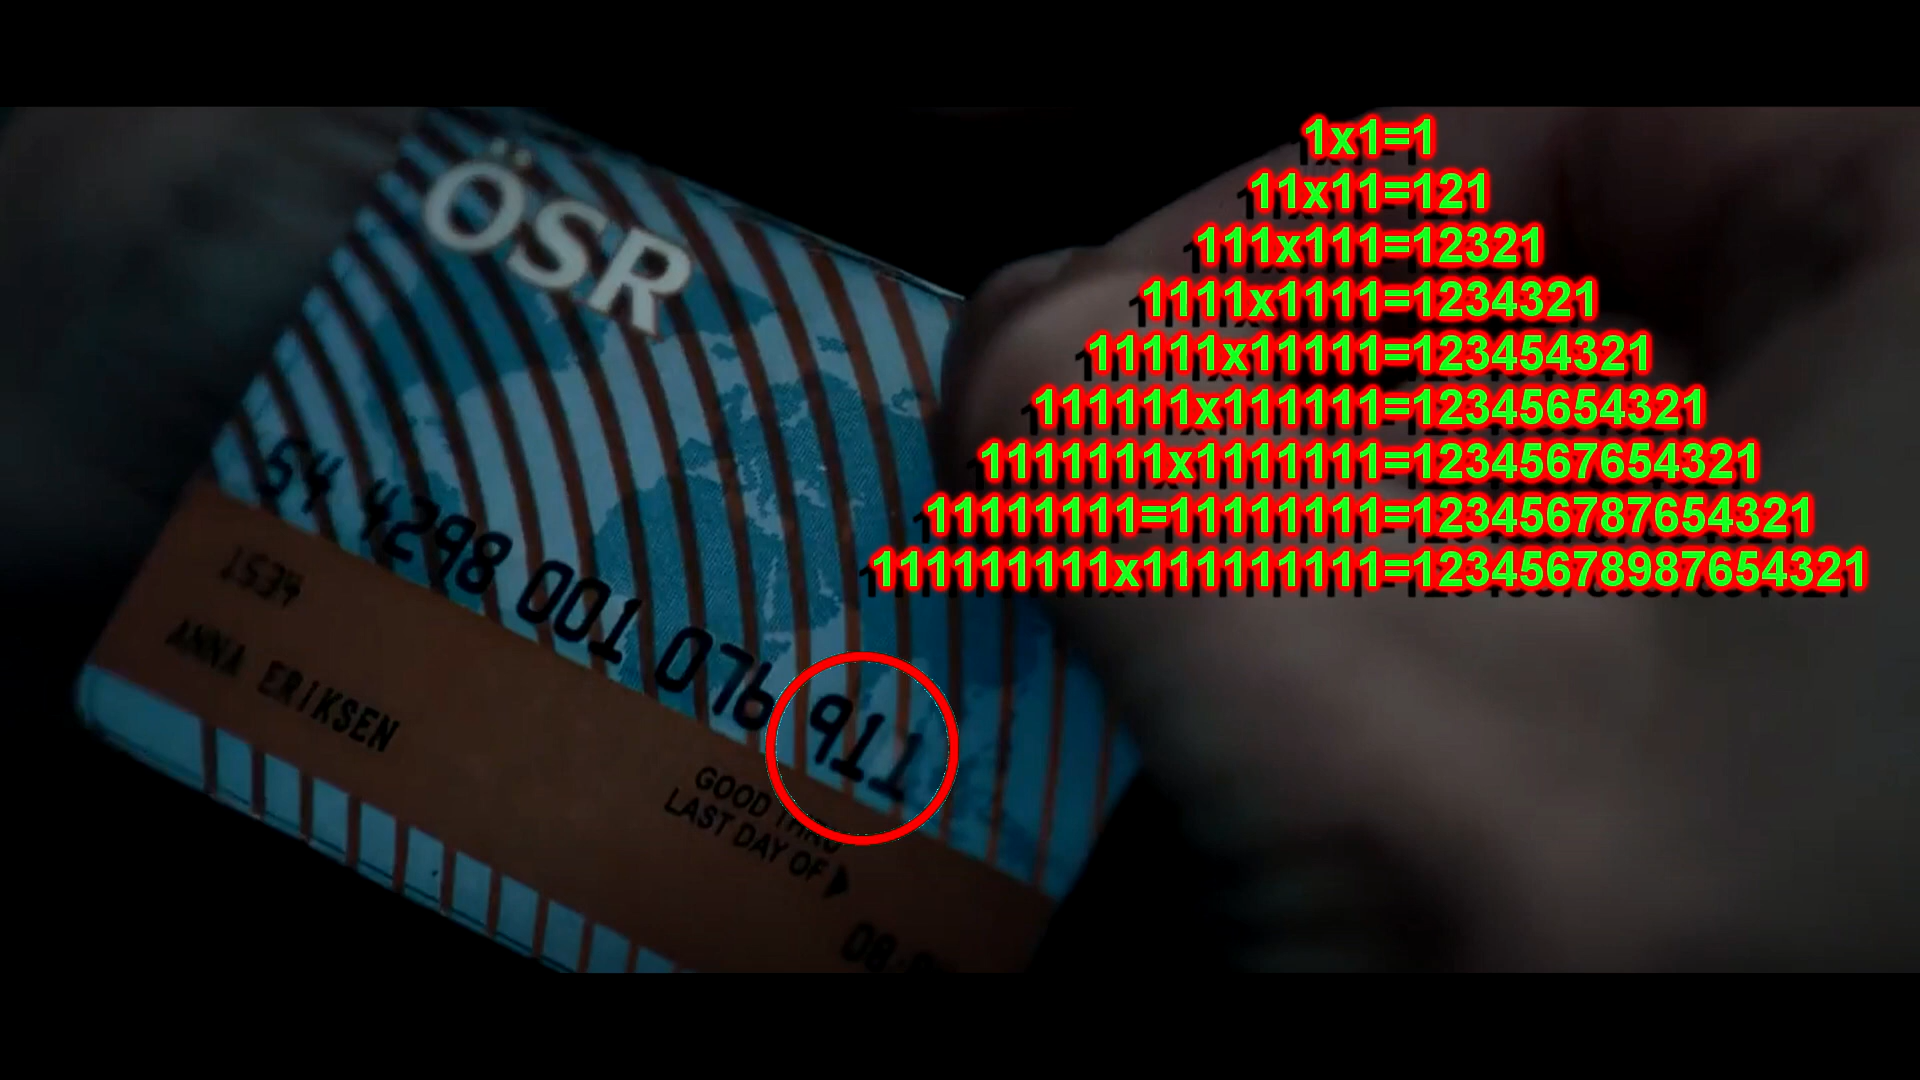 1x1=1
11x11=121
111x111=12321
1111x1111=1234321
11111x11111=123454321
111111x111111=12345654321
1111111x1111111=1234567654321
11111111=11111111=123456787654321
111111111x111111111=12345678987654321
ÖSR
54 4298 001 076 911
1534
ANNA ERIKSEN
GOOD THRU
LAST DAY OF
08